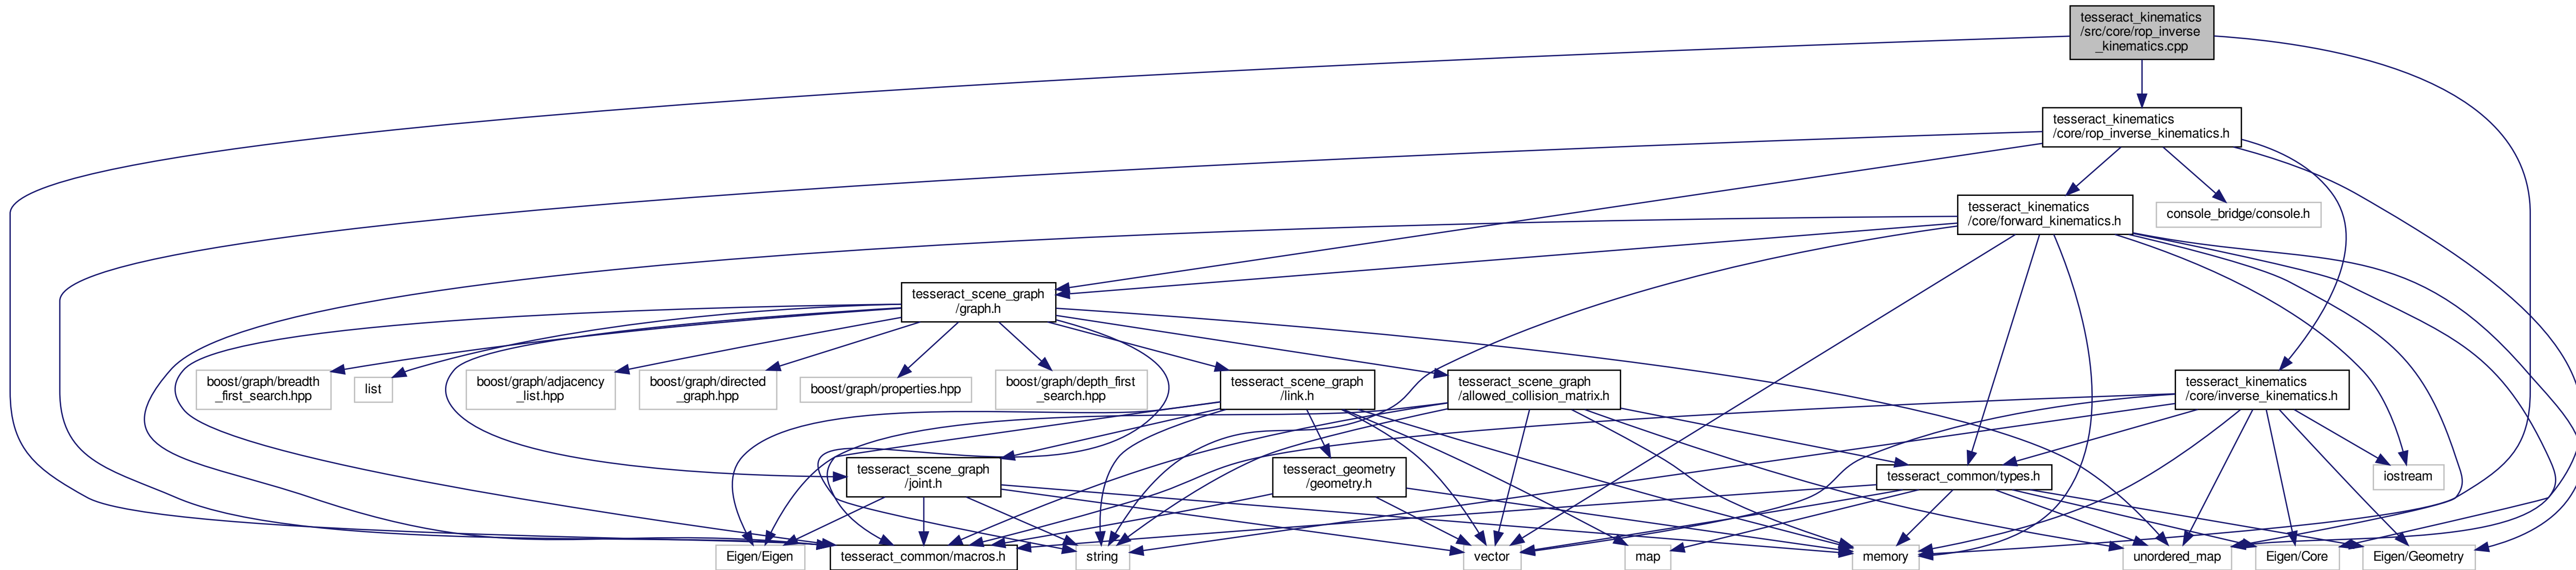 tesseract_kinematics
/src/core/rop_inverse
_kinematics.cpp
tesseract_kinematics
/core/rop_inverse_kinematics.h
tesseract_kinematics
/core/forward_kinematics.h
console_bridge/console.h
tesseract_scene_graph
/graph.h
boost/graph/breadth
_first_search.hpp
list
boost/graph/adjacency
_list.hpp
boost/graph/directed
_graph.hpp
boost/graph/properties.hpp
boost/graph/depth_first
_search.hpp
tesseract_scene_graph
/link.h
tesseract_scene_graph
/allowed_collision_matrix.h
tesseract_kinematics
/core/inverse_kinematics.h
tesseract_scene_graph
/joint.h
tesseract_geometry
/geometry.h
tesseract_common/types.h
iostream
Eigen/Eigen
tesseract_common/macros.h
string
vector
map
memory
unordered_map
Eigen/Core
Eigen/Geometry